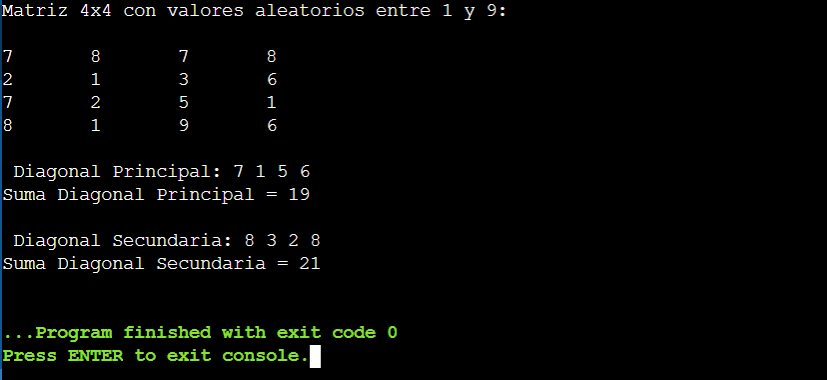 Matriz 4x4 con valores aleatorios entre 1 y 9:
7 8 7 8
2 1 3 6
7 2 5 1
8 1 9 6
Diagonal Principal: 7 1 5 6
Suma Diagonal Principal = 19
Diagonal Secundaria: 8 3 2 8
Suma Diagonal Secundaria = 21
...Program finished with exit code 0
Press ENTER to exit console.